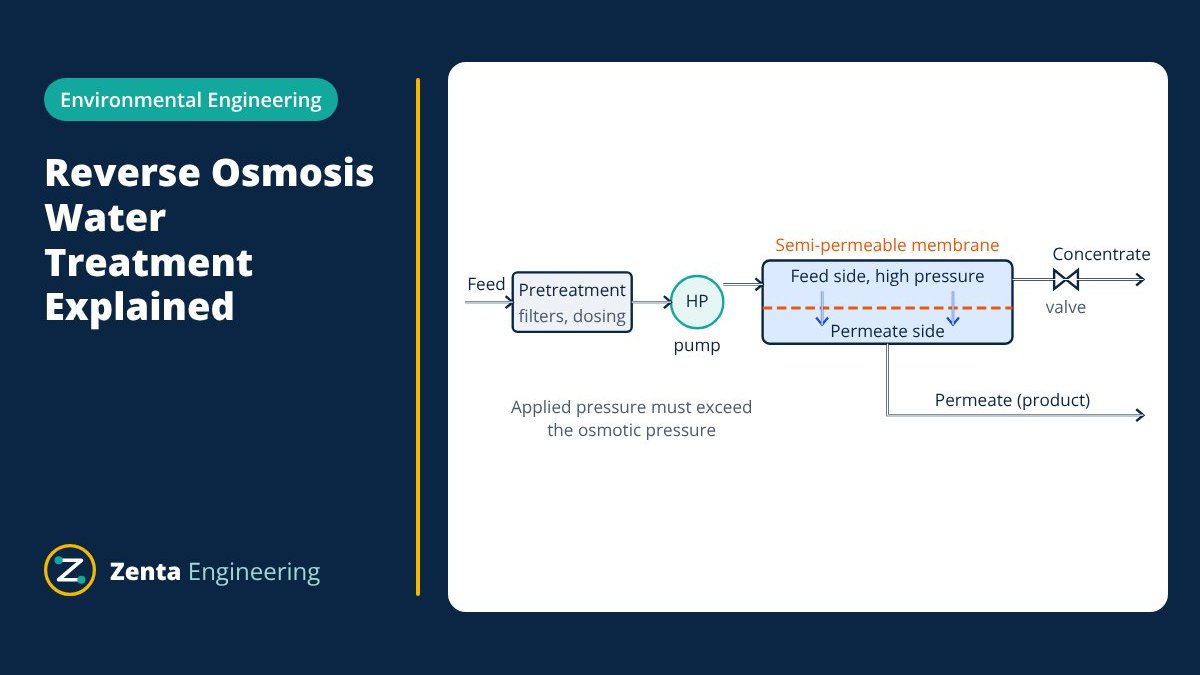 Environmental Engineering
Reverse Osmosis
Water
Treatment
Explained
Zenta Engineering
Feed
Pretreatment
filters, dosing
HP
pump
Semi-permeable membrane
Feed side, high pressure
Permeate side
Concentrate
valve
Permeate (product)
Applied pressure must exceed
the osmotic pressure